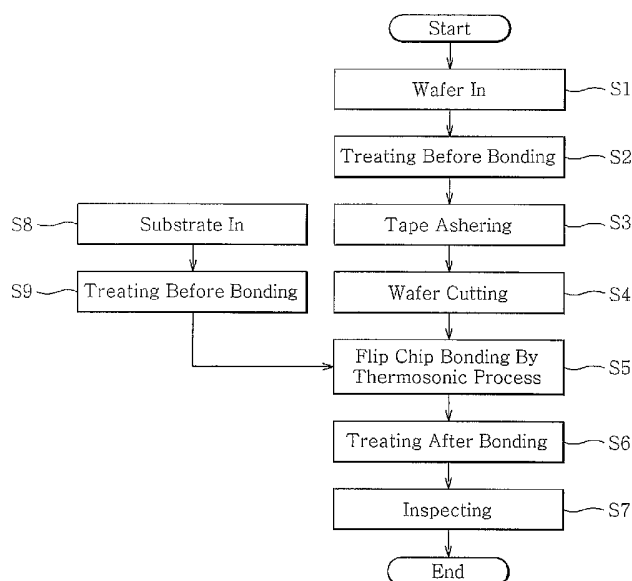 Start
Wafer In
S1
Treating Before Bonding
S2
S8
Substrate In
Tape Ashering
S3
S9
Treating Before Bonding
Wafer Cutting
S4
Flip Chip Bonding By
Thermosonic Process
S5
Treating After Bonding
S6
Inspecting
S7
End